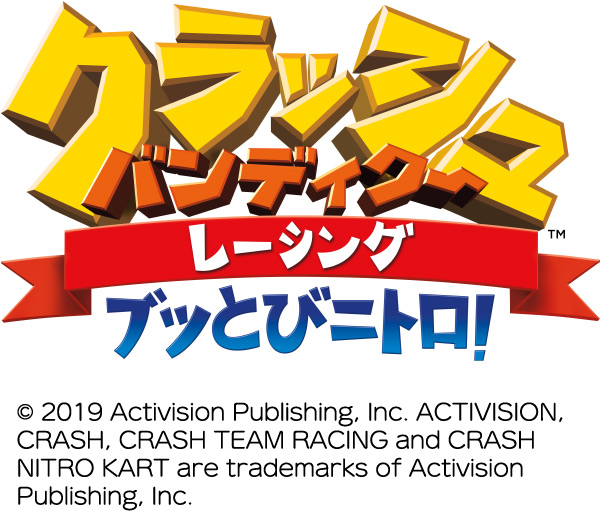 クラッシュ
バンディクー
™
レーシング
ブッとびニトロ!
© 2019 Activision Publishing, Inc. ACTIVISION,
CRASH, CRASH TEAM RACING and CRASH
NITRO KART are trademarks of Activision
Publishing, Inc.